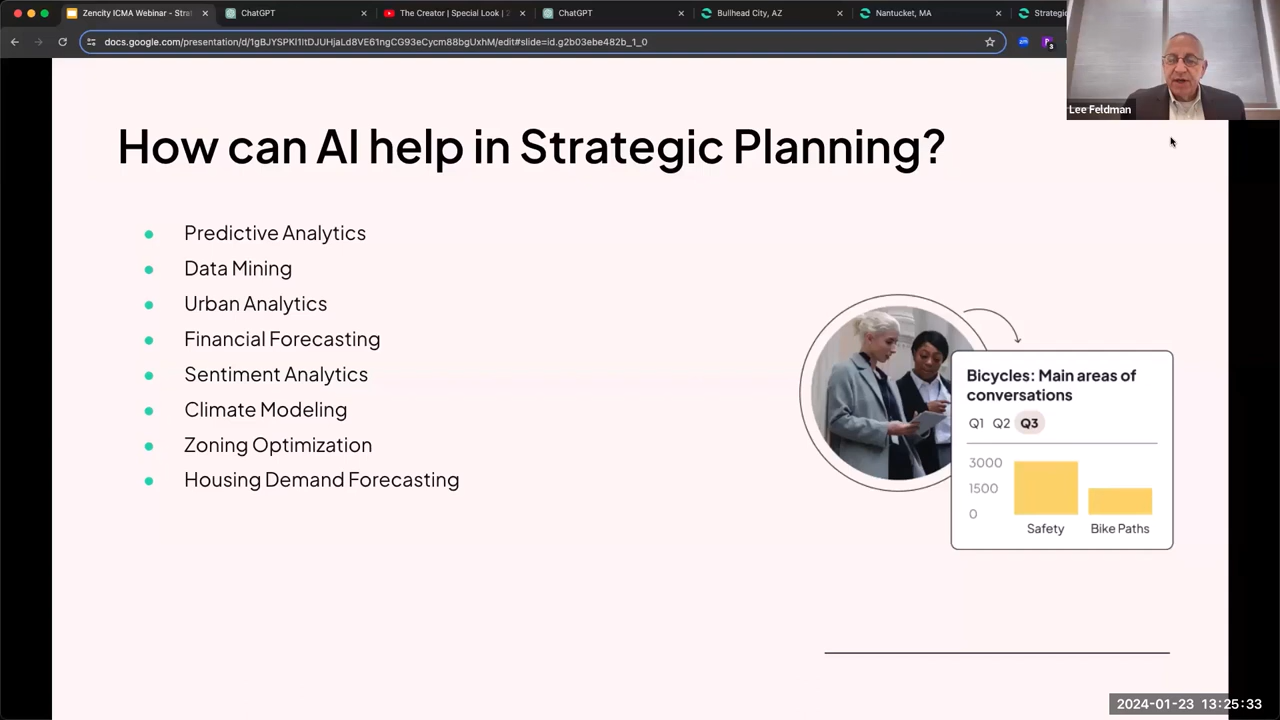 Zencity ICMA Webinar - Stra
ChatGPT
The Creator | Special Look |
ChatGPT
Bullhead City, AZ
Nantucket, MA
Strategic
docs.google.com/presentation/d/1gBJYSPKl1ltDJUHjaLd8VE61ngCG93eCycm88bgUxhM/edit#slide=id.g2b03ebe482b_1_0
Lee Feldman
How can AI help in Strategic Planning?
Predictive Analytics
Data Mining
Urban Analytics
Financial Forecasting
Sentiment Analytics
Climate Modeling
Zoning Optimization
Housing Demand Forecasting
Bicycles: Main areas of
conversations
Q1 Q2 Q3
3000
1500
0
Safety Bike Paths
2024-01-23 13:25:33